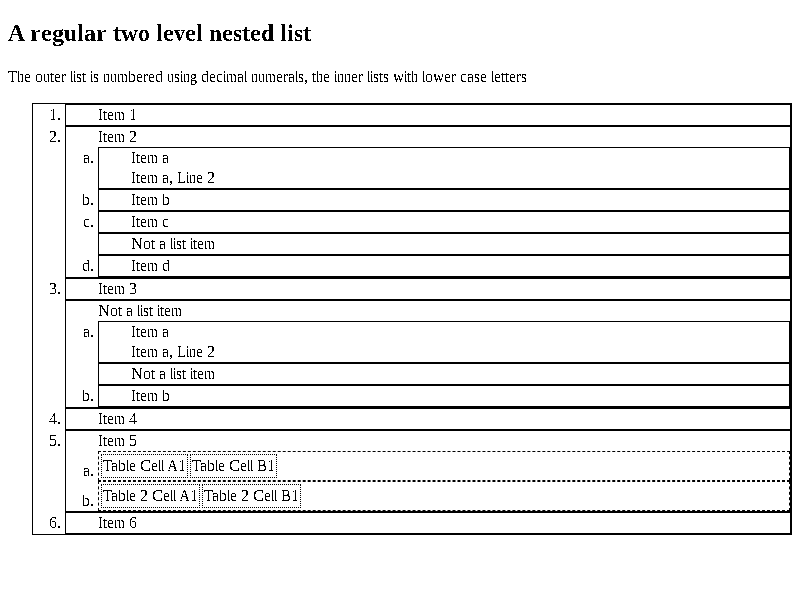 A regular two level nested list
The outer list is numbered using decimal numerals, the inner lists with lower case letters
1. Item 1
2. Item 2
a. Item a
Item a, Line 2
b. Item b
c. Item c
Not a list item
d. Item d
3. Item 3
Not a list item
a. Item a
Item a, Line 2
Not a list item
b. Item b
4. Item 4
5. Item 5
a. Table Cell A1 Table Cell B1
b. Table 2 Cell A1 Table 2 Cell B1
6. Item 6